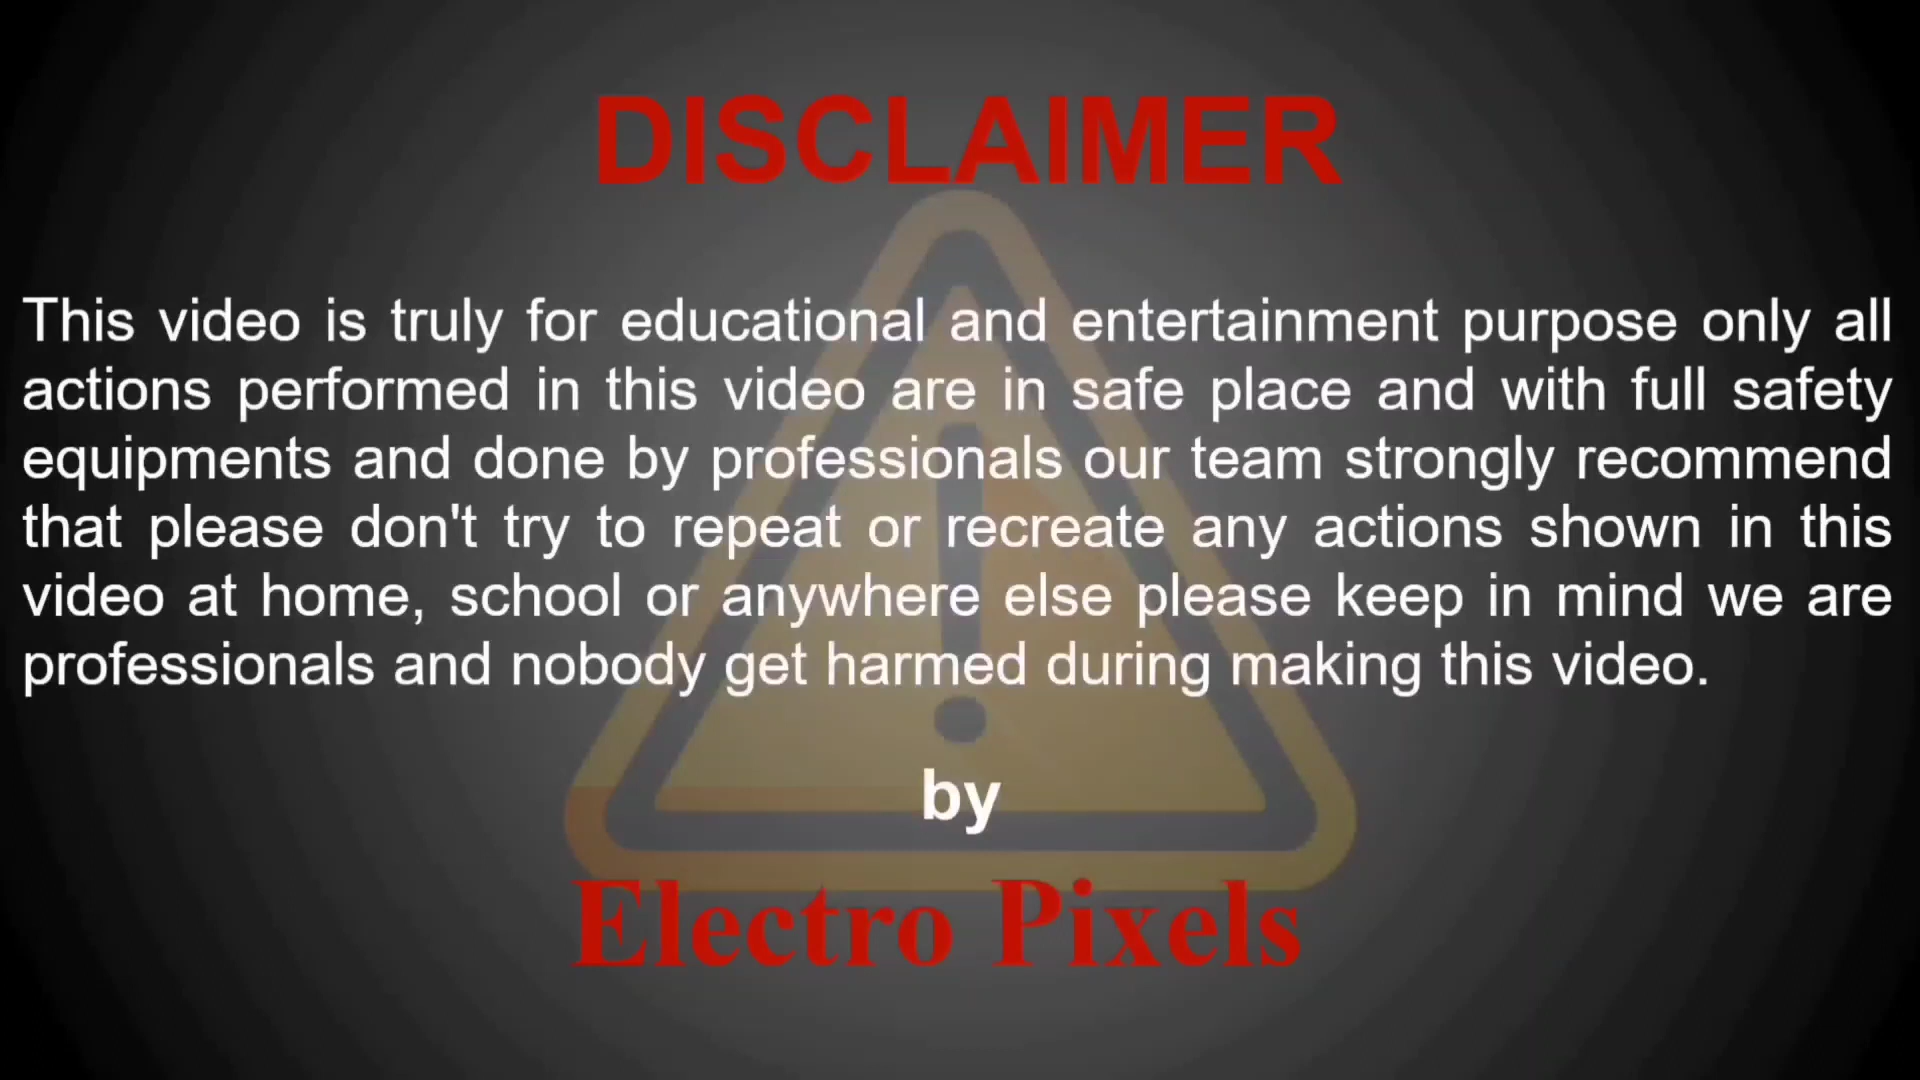 DISCLAIMER
This video is truly for educational and entertainment purpose only all
actions performed in this video are in safe place and with full safety
equipments and done by professionals our team strongly recommend
that please don't try to repeat or recreate any actions shown in this
video at home, school or anywhere else please keep in mind we are
professionals and nobody get harmed during making this video.
by
Electro Pixels